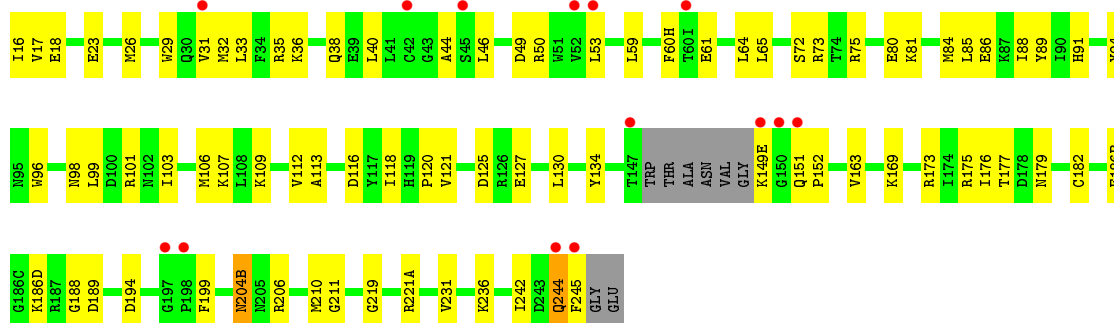 I16 V17 E18 E23 M26 W29 Q30 V31 M32 L33 F34 R35 K36 Q38 E39 L40 L41 C42 G43 A44 S45 L46 D49 R50 W51 V52 L53 L59 F60H T60I E61 L64 L65 S72 R73 T74 R75 E80 K81 M84 L85 E86 K87 I88 Y89 I90 H91
N95 W96 N98 L99 D100 R101 N102 I103 M106 K107 L108 K109 V112 A113 D116 Y117 I118 H119 P120 V121 D125 R126 E127 L130 Y134 T147 TRP THR ALA ASN VAL GLY K149E G150 Q151 P152 V163 K169 R173 I174 R175 I176 T177 D178 N179 C182
G186C K186D R187 G188 D189 D194 G197 P198 F199 N204B N205 R206 M210 G211 G219 R221A V231 K236 I242 D243 Q244 F245 GLY GLU